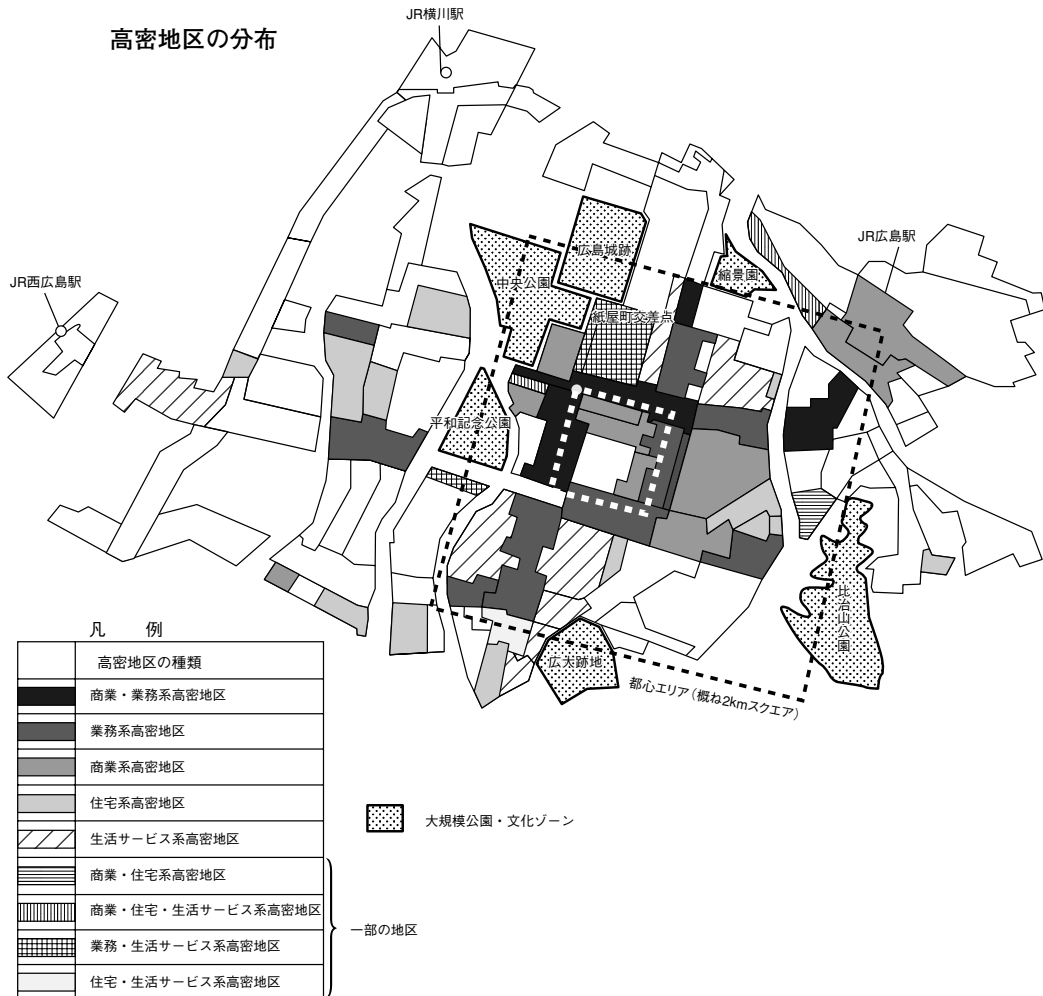 JR横川駅
高密地区の分布
JR広島駅
広島城跡
縮景園
JR西広島駅
中央公園
紙屋町交差点
平和記念公園
比治山公園
広大跡地
都心エリア(概ね2kmスクエア)
凡 例
高密地区の種類
商業・業務系高密地区
業務系高密地区
商業系高密地区
住宅系高密地区
生活サービス系高密地区
商業・住宅系高密地区
商業・住宅・生活サービス系高密地区
業務・生活サービス系高密地区
住宅・生活サービス系高密地区
大規模公園・文化ゾーン
一部の地区